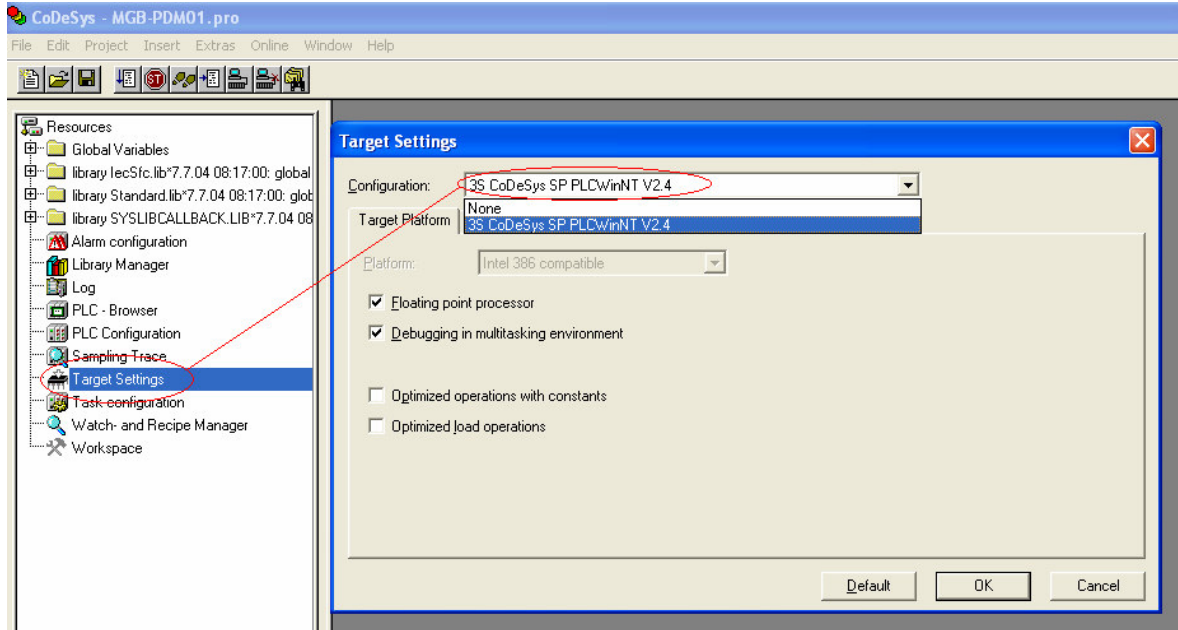 CoDeSys - MGB-PDM01.pro
File Edit Project Insert Extras Online Window Help
Resources
Global Variables
library IecSfc.lib*7.7.04 08:17:00: global
library Standard.lib*7.7.04 08:17:00: glob
library SYSLIBCALLBACK.LIB*7.7.04 08
Alarm configuration
Library Manager
Log
PLC - Browser
PLC Configuration
Sampling Trace
Target Settings
Task configuration
Watch- and Recipe Manager
Workspace
Target Settings
Configuration: 3S CoDeSys SP PLCWinNT V2.4
None
3S CoDeSys SP PLCWinNT V2.4
Target Platform
Platform: Intel 386 compatible
Floating point processor
Debugging in multitasking environment
Optimized operations with constants
Optimized load operations
Default OK Cancel